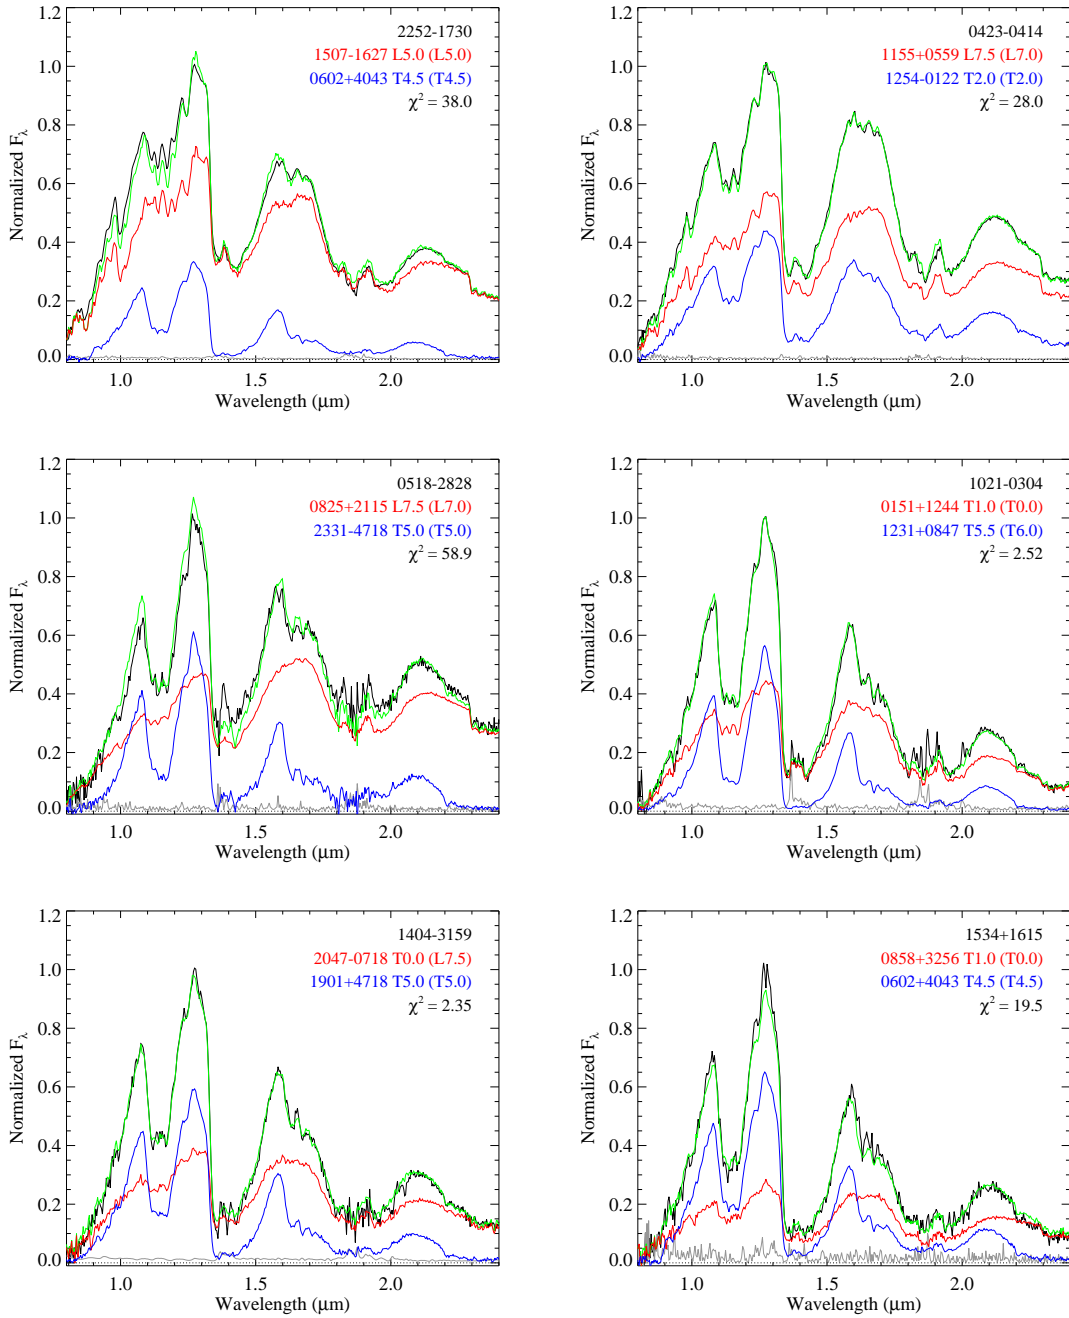 2252-1730
1507-1627 L5.0 (L5.0)
0602+4043 T4.5 (T4.5)
χ² = 38.0
Normalized Fλ
1.2
1.0
0.8
0.6
0.4
0.2
0.0
1.0 1.5 2.0
Wavelength (μm)
0423-0414
1155+0559 L7.5 (L7.0)
1254-0122 T2.0 (T2.0)
χ² = 28.0
Normalized Fλ
1.2
1.0
0.8
0.6
0.4
0.2
0.0
1.0 1.5 2.0
Wavelength (μm)
0518-2828
0825+2115 L7.5 (L7.0)
2331-4718 T5.0 (T5.0)
χ² = 58.9
Normalized Fλ
1.2
1.0
0.8
0.6
0.4
0.2
0.0
1.0 1.5 2.0
Wavelength (μm)
1021-0304
0151+1244 T1.0 (T0.0)
1231+0847 T5.5 (T6.0)
χ² = 2.52
Normalized Fλ
1.2
1.0
0.8
0.6
0.4
0.2
0.0
1.0 1.5 2.0
Wavelength (μm)
1404-3159
2047-0718 T0.0 (L7.5)
1901+4718 T5.0 (T5.0)
χ² = 2.35
Normalized Fλ
1.2
1.0
0.8
0.6
0.4
0.2
0.0
1.0 1.5 2.0
Wavelength (μm)
1534+1615
0858+3256 T1.0 (T0.0)
0602+4043 T4.5 (T4.5)
χ² = 19.5
Normalized Fλ
1.2
1.0
0.8
0.6
0.4
0.2
0.0
1.0 1.5 2.0
Wavelength (μm)